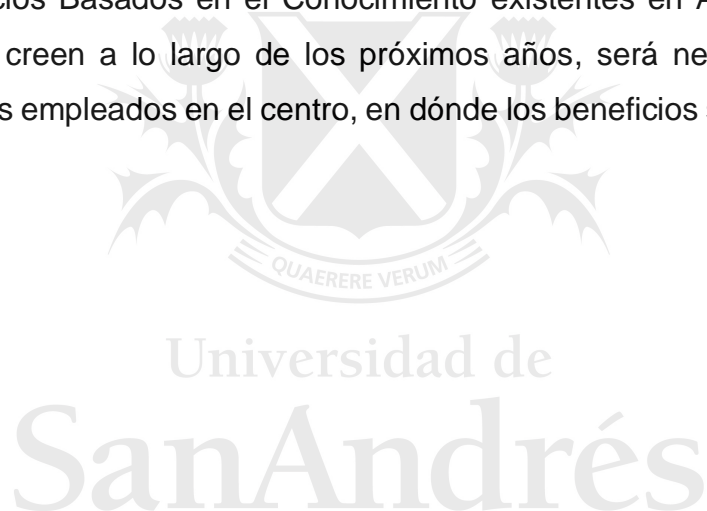 cios Basados en el Conocimiento existentes en A
creen a lo largo de los próximos años, será ne
s empleados en el centro, en dónde los beneficios s
QUAERERE VERUM
Universidad de
SanAndrés